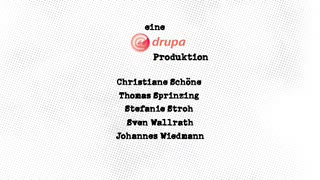 eine
drupa
Produktion
Christiane Schöne
Thomas Sprinzing
Stefanie Stroh
Sven Wallrath
Johannes Wiedmann